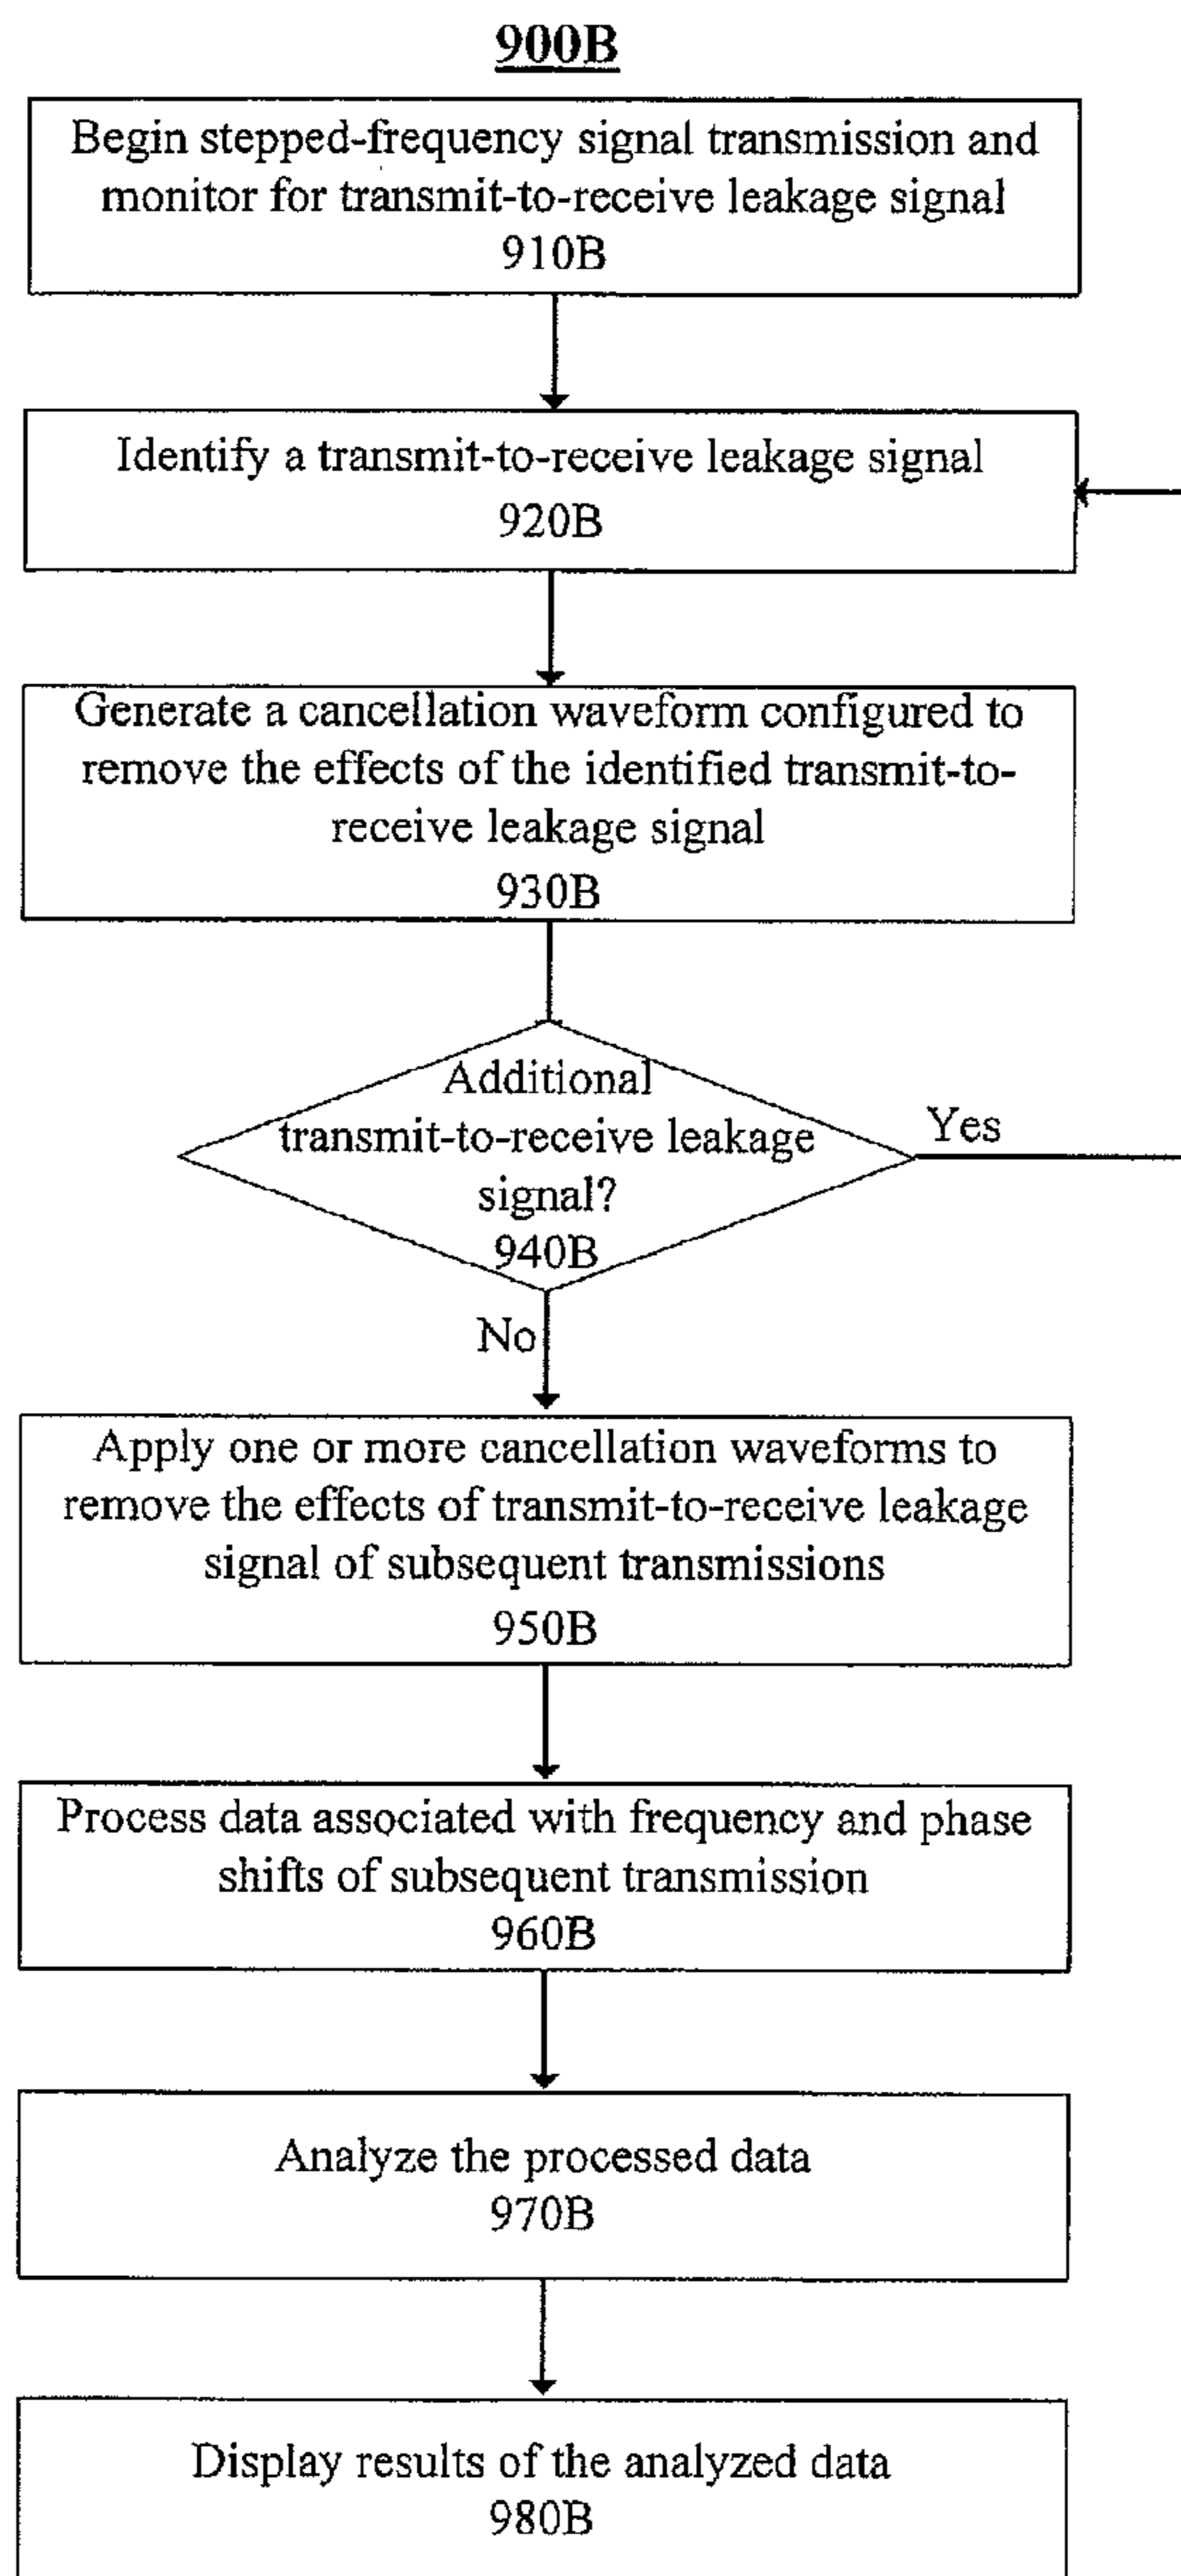 900B
Begin stepped-frequency signal transmission and
monitor for transmit-to-receive leakage signal
910B
Identify a transmit-to-receive leakage signal
920B
Generate a cancellation waveform configured to
remove the effects of the identified transmit-to-
receive leakage signal
930B
Additional
transmit-to-receive leakage
signal?
940B
Yes
No
Apply one or more cancellation waveforms to
remove the effects of transmit-to-receive leakage
signal of subsequent transmissions
950B
Process data associated with frequency and phase
shifts of subsequent transmission
960B
Analyze the processed data
970B
Display results of the analyzed data
980B